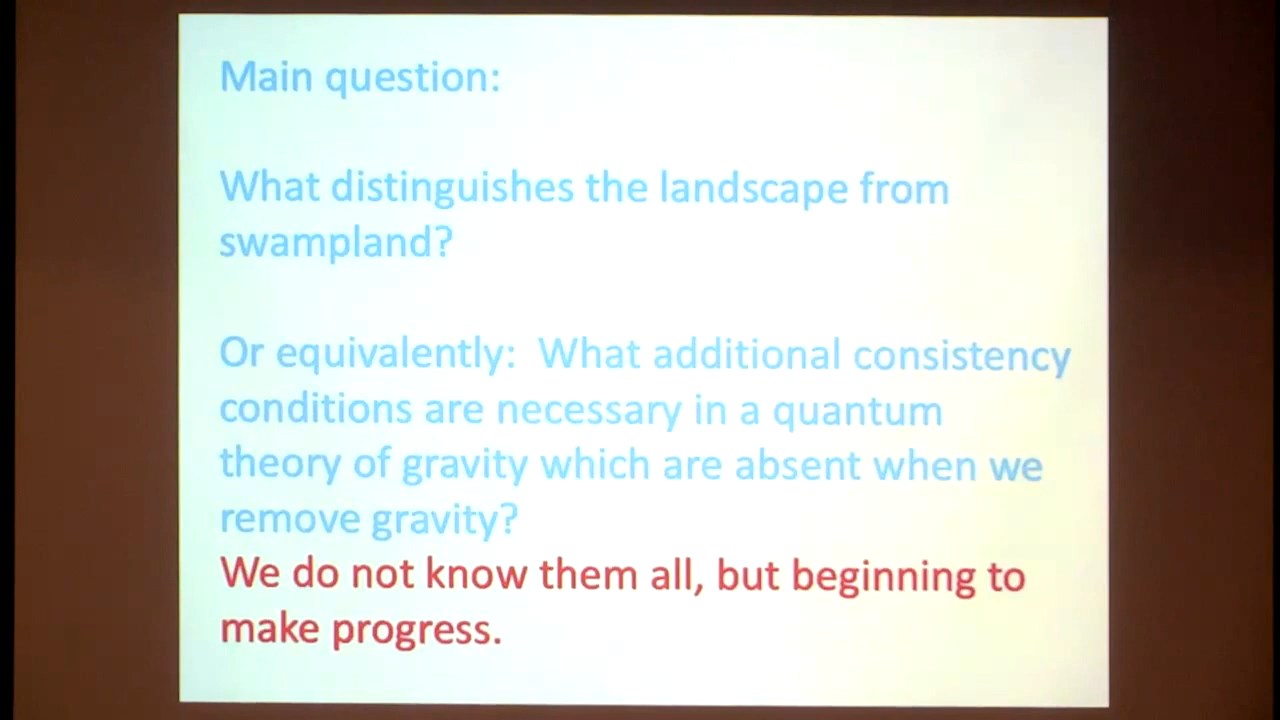 Main question:
What distinguishes the landscape from
swampland?
Or equivalently:  What additional consistency
conditions are necessary in a quantum
theory of gravity which are absent when we
remove gravity?
We do not know them all, but beginning to
make progress.